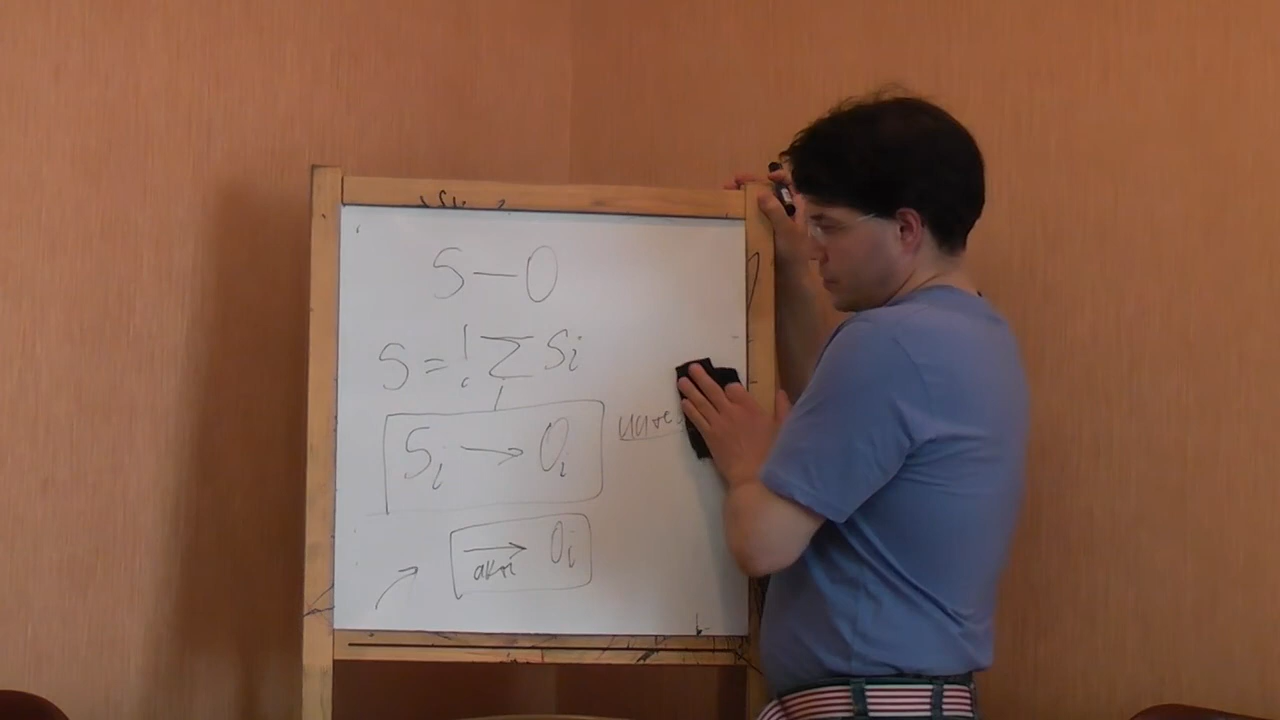 S — O
S = ! ∑ Si
Si → Oi
→ Oi
акт